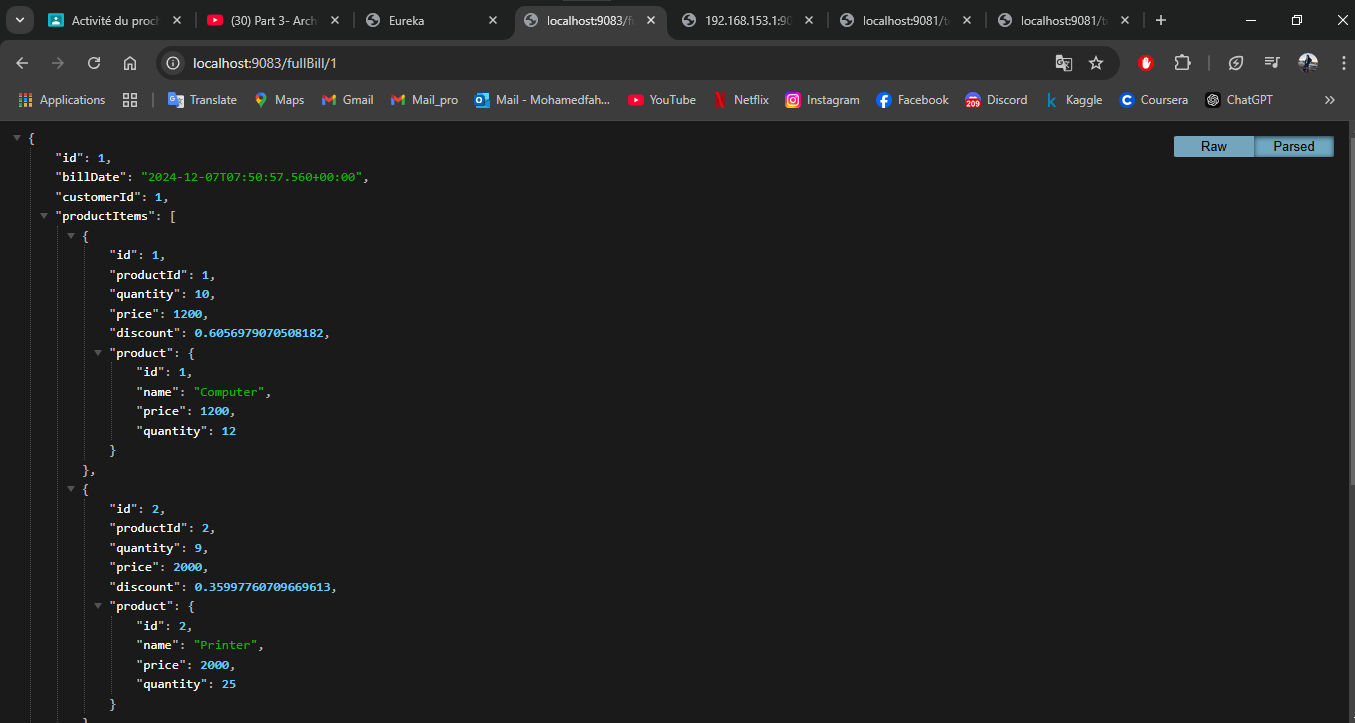 Activité du proch
(30) Part 3- Arch
Eureka
localhost:9083/fu
192.168.153.1:90
localhost:9081/to
localhost:9081/to
localhost:9083/fullBill/1
Applications
Translate
Maps
Gmail
Mail_pro
Mail - Mohamedfah...
YouTube
Netflix
Instagram
Facebook
209
Discord
Kaggle
Coursera
ChatGPT
Raw
Parsed
{
"id": 1,
"billDate": "2024-12-07T07:50:57.560+00:00",
"customerId": 1,
"productItems": [
{
"id": 1,
"productId": 1,
"quantity": 10,
"price": 1200,
"discount": 0.6056979070508182,
"product": {
"id": 1,
"name": "Computer",
"price": 1200,
"quantity": 12
}
},
{
"id": 2,
"productId": 2,
"quantity": 9,
"price": 2000,
"discount": 0.35997760709669613,
"product": {
"id": 2,
"name": "Printer",
"price": 2000,
"quantity": 25
}